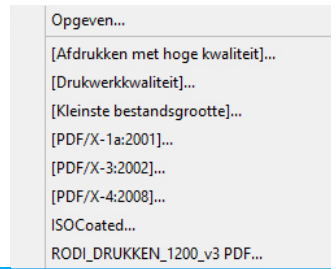 Opgeven...
[Afdrukken met hoge kwaliteit]...
[Drukwerkkwaliteit]...
[Kleinste bestandsgrootte]...
[PDF/X-1a:2001]...
[PDF/X-3:2002]...
[PDF/X-4:2008]...
ISOCoated...
RODI_DRUKKEN_1200_v3 PDF...